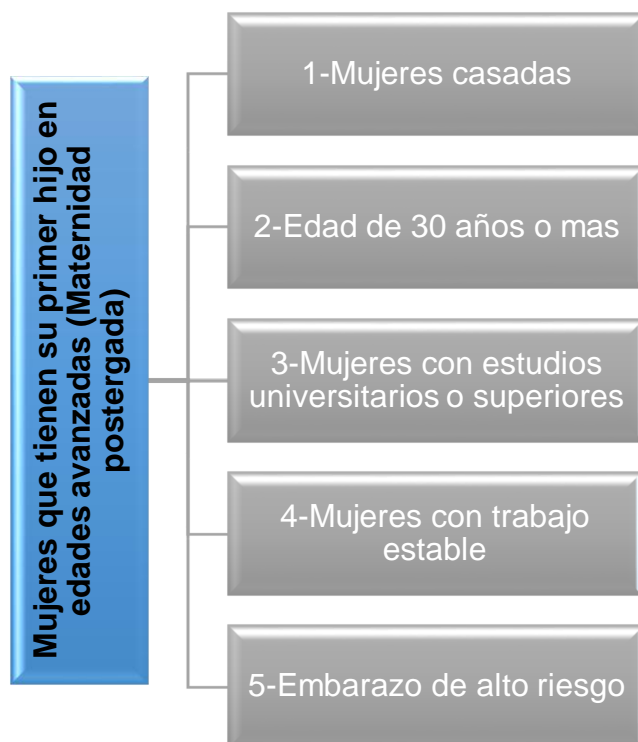 Mujeres que tienen su primer hijo en
edades avanzadas (Maternidad
postergada)
1-Mujeres casadas
2-Edad de 30 años o mas
3-Mujeres con estudios
universitarios o superiores
4-Mujeres con trabajo
estable
5-Embarazo de alto riesgo